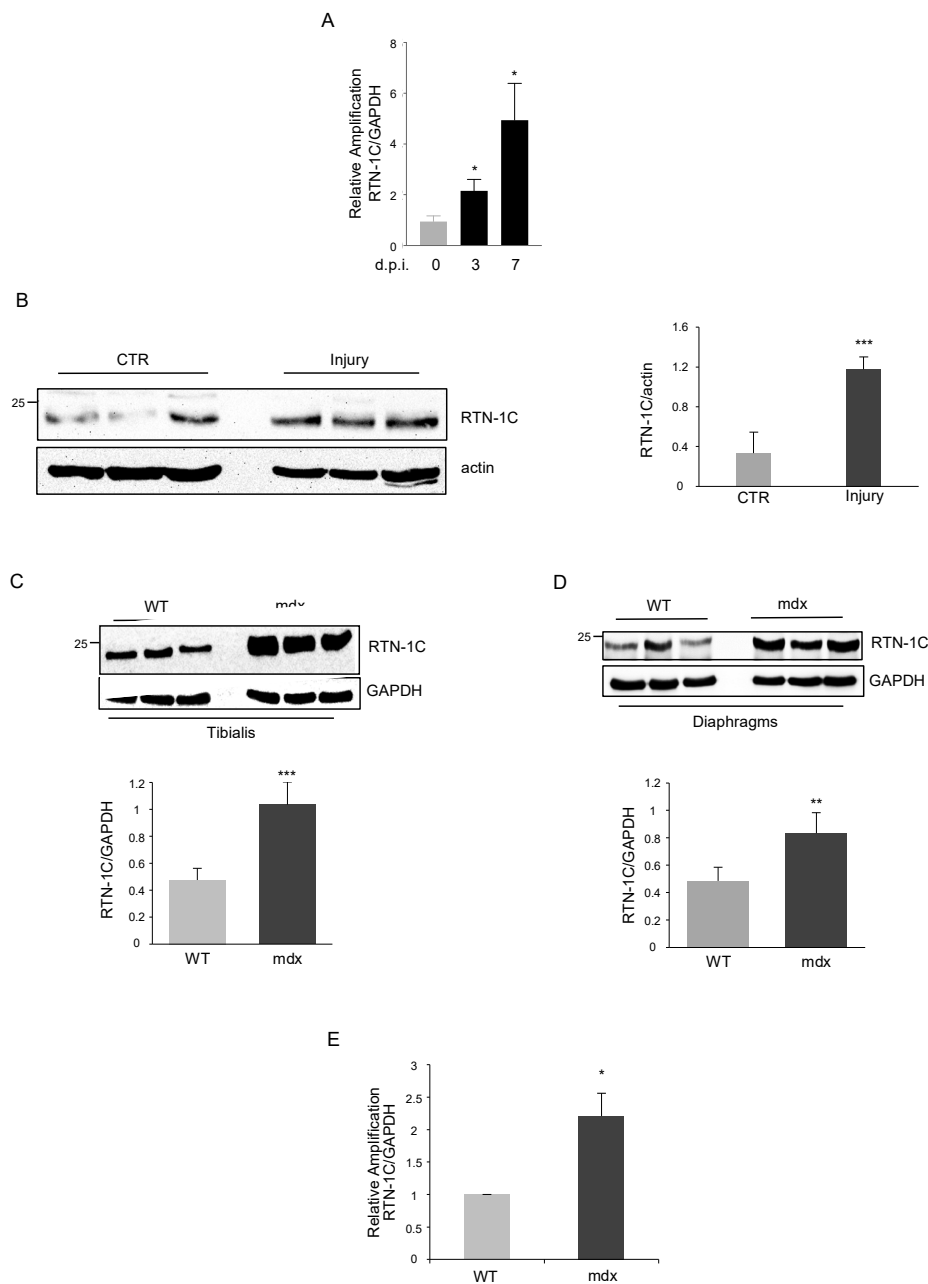 A
Relative Amplification
RTN-1C/GAPDH
8
6
4
2
0
*
*
d.p.i. 0 3 7
B
CTR Injury
25
RTN-1C
actin
RTN-1C/actin
1.6
1.2
0.8
0.4
0
***
CTR Injury
C
WT mdx
25
RTN-1C
GAPDH
Tibialis
RTN-1C/GAPDH
1.2
1
0.8
0.6
0.4
0.2
0
***
WT mdx
D
WT mdx
25
RTN-1C
GAPDH
Diaphragms
RTN-1C/GAPDH
1.2
1
0.8
0.6
0.4
0.2
0
**
WT mdx
E
Relative Amplification
RTN-1C/GAPDH
3
2.5
2
1.5
1
0.5
0
*
WT mdx